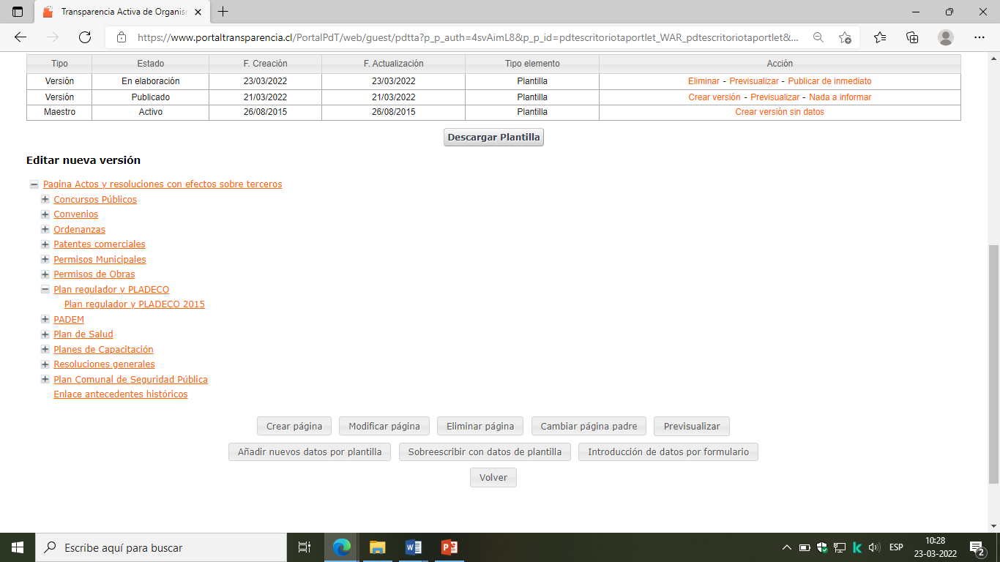 Transparencia Activa de Organis
https://www.portaltransparencia.cl/PortalPdT/web/guest/pdtta?p_p_auth=4svAimL8&p_p_id=pdtescritoriotaportlet_WAR_pdtescritoriotaportlet&...
Tipo Estado F. Creación F. Actualización Tipo elemento Acción
Versión En elaboración 23/03/2022 23/03/2022 Plantilla Eliminar - Previsualizar - Publicar de inmediato
Versión Publicado 21/03/2022 21/03/2022 Plantilla Crear versión - Previsualizar - Nada a informar
Maestro Activo 26/08/2015 26/08/2015 Plantilla Crear versión sin datos
Descargar Plantilla
Editar nueva versión
Pagina Actos y resoluciones con efectos sobre terceros
Concursos Públicos
Convenios
Ordenanzas
Patentes comerciales
Permisos Municipales
Permisos de Obras
Plan regulador y PLADECO
Plan regulador y PLADECO 2015
PADEM
Plan de Salud
Planes de Capacitación
Resoluciones generales
Plan Comunal de Seguridad Pública
Enlace antecedentes históricos
Crear página Modificar página Eliminar página Cambiar página padre Previsualizar
Añadir nuevos datos por plantilla Sobreescribir con datos de plantilla Introducción de datos por formulario
Volver
Escribe aquí para buscar
ESP
10:28
23-03-2022
2